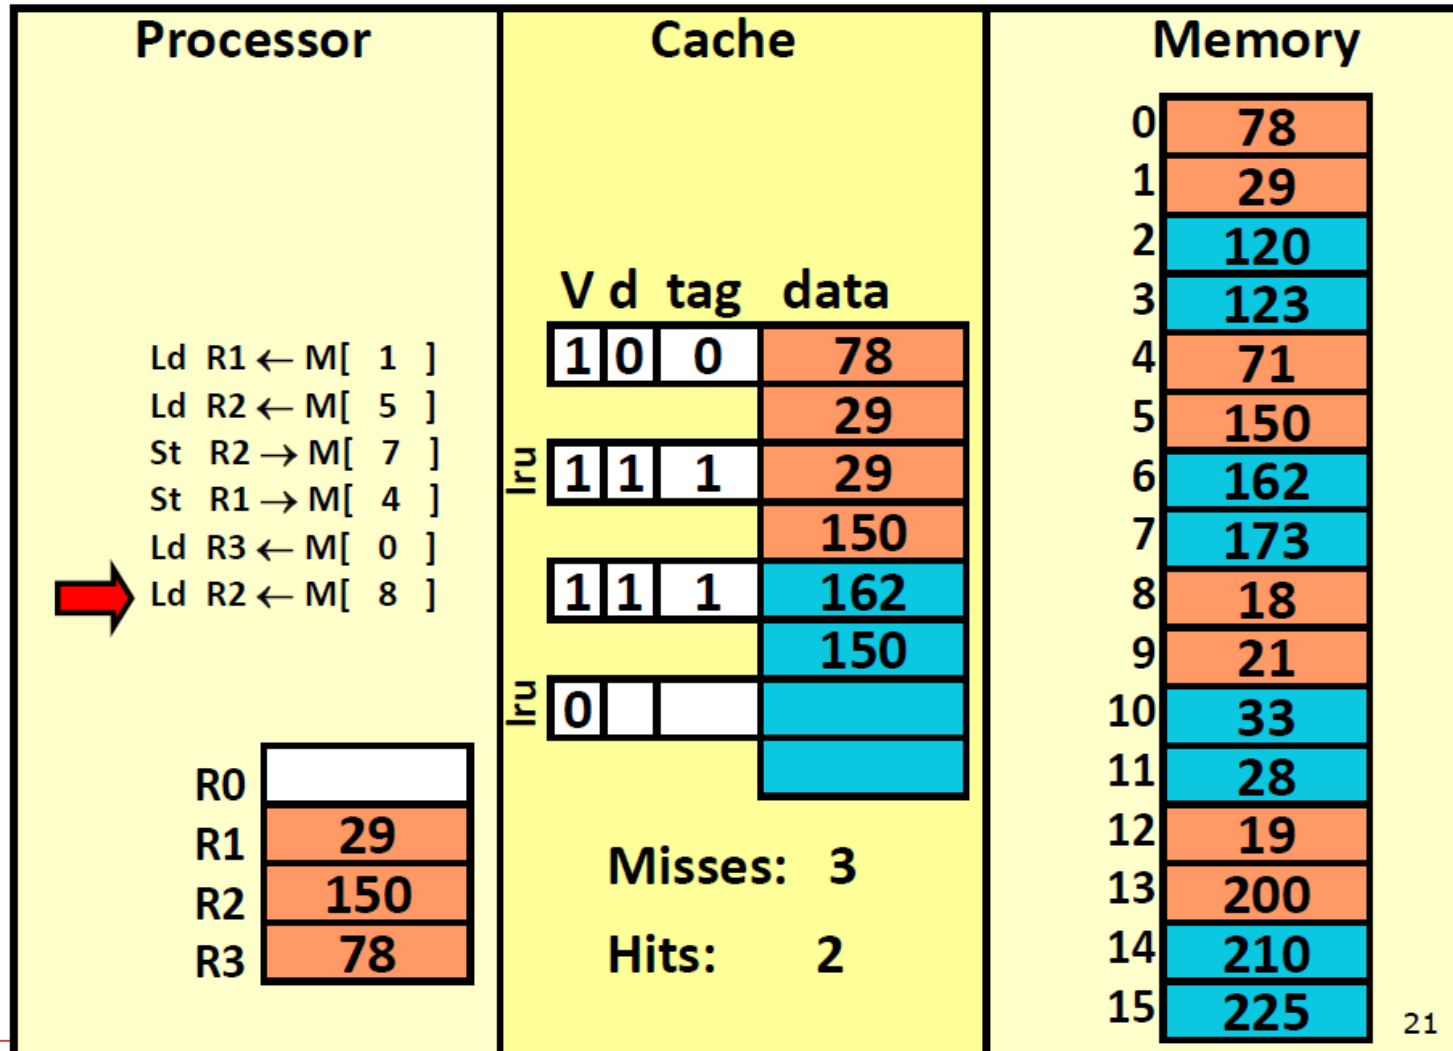 Processor
Ld R1 ← M[ 1 ]
Ld R2 ← M[ 5 ]
St R2 → M[ 7 ]
St R1 → M[ 4 ]
Ld R3 ← M[ 0 ]
Ld R2 ← M[ 8 ]
R0
R1 29
R2 150
R3 78
Cache
V d tag data
1 0 0 78
29
lru 1 1 1 29
150
1 1 1 162
150
lru 0
Misses: 3
Hits: 2
Memory
0 78
1 29
2 120
3 123
4 71
5 150
6 162
7 173
8 18
9 21
10 33
11 28
12 19
13 200
14 210
15 225
21